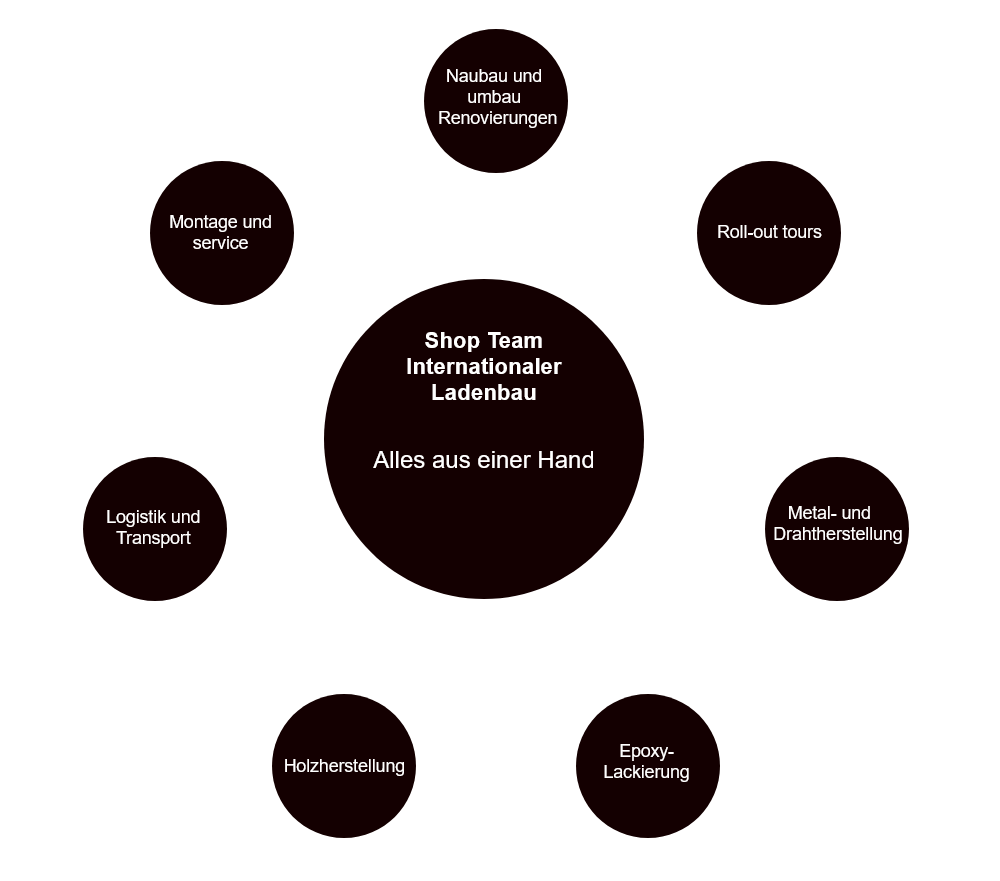 Naubau und
umbau
Renovierungen
Montage und
service
Roll-out tours
Shop Team
Internationaler
Ladenbau
Alles aus einer Hand
Logistik und
Transport
Metal- und
Drahtherstellung
Holzherstellung
Epoxy-
Lackierung